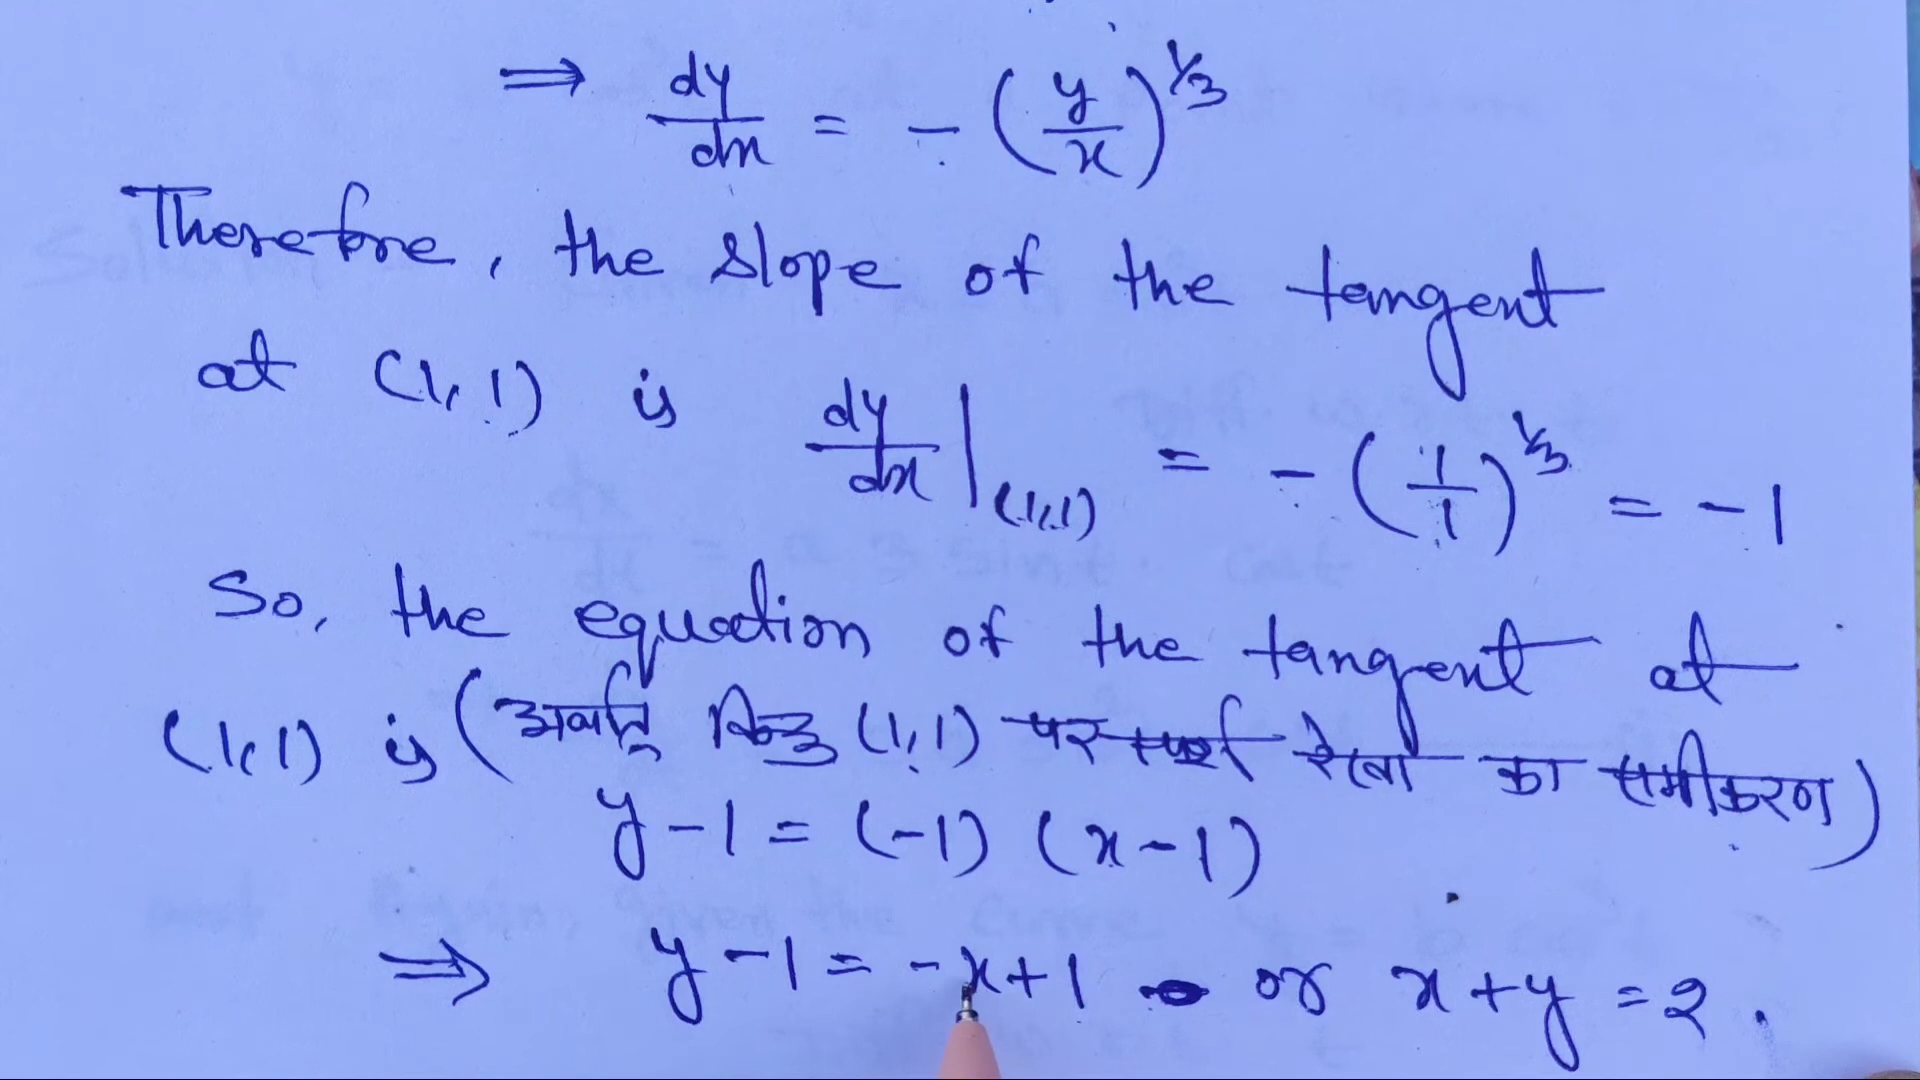 ⇒ dy/dx = - (y/x)^1/3
Therefore, the slope of the tangent
at (1,1) is dy/dx |(1,1) = - (1/1)^1/3 = -1
So, the equation of the tangent at
(1,1) is (अर्थात् बिन्दु (1,1) पर स्पर्श रेखा का समीकरण)
y-1 = (-1) (x-1)
⇒ y-1 = -x+1 or x+y = 2.